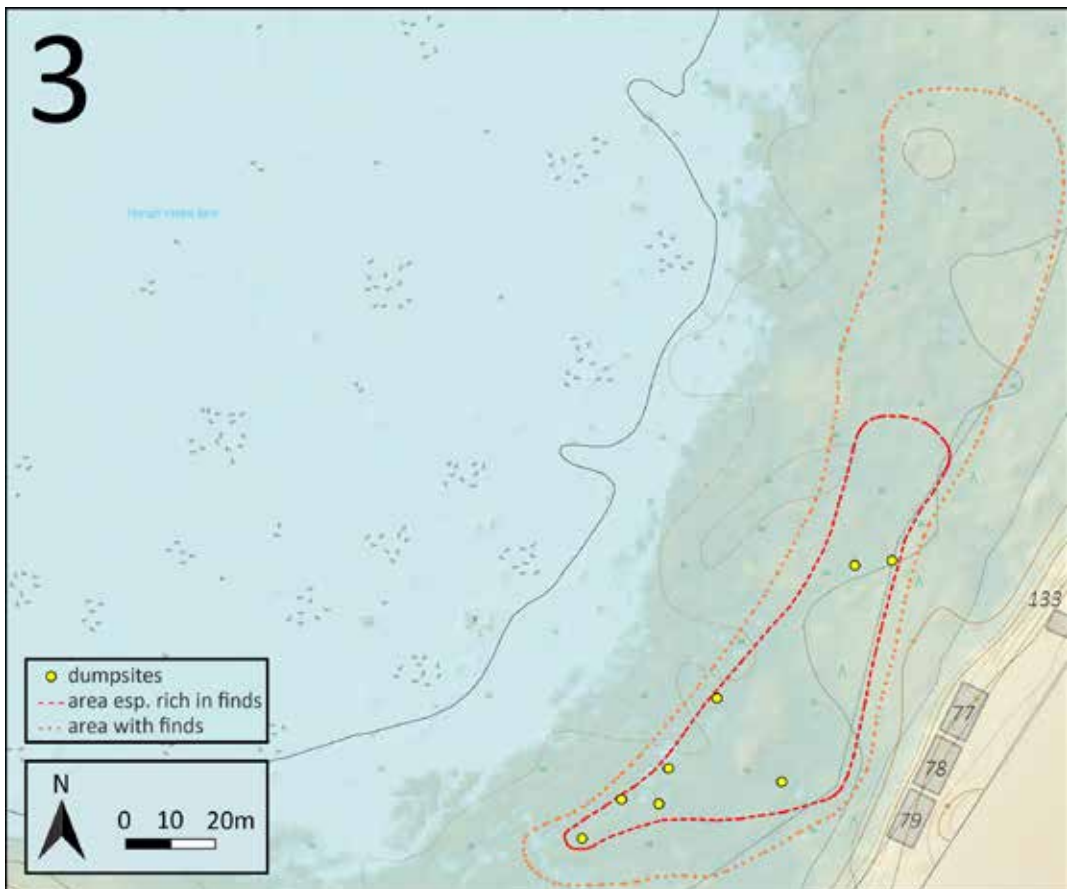 3
133
77
78
79
dumpsites
area esp. rich in finds
area with finds
N
0 10 20m